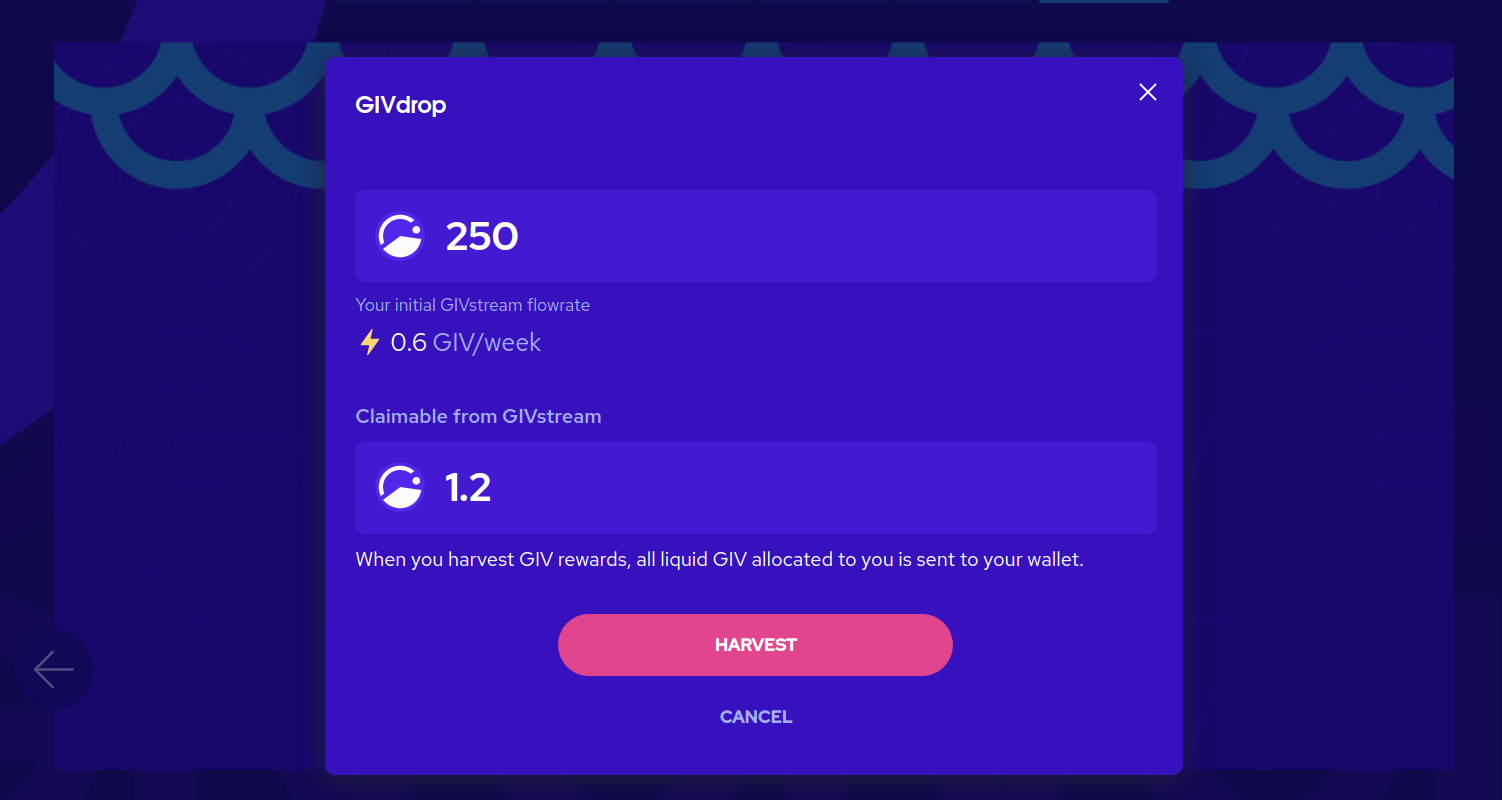 GIVdrop
250
Your initial GIVstream flowrate
0.6 GIV/week
Claimable from GIVstream
1.2
When you harvest GIV rewards, all liquid GIV allocated to you is sent to your wallet.
HARVEST
CANCEL